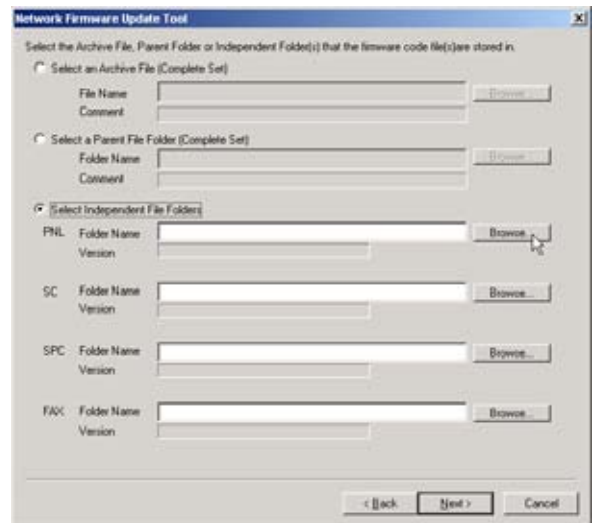 Network Firmware Update Tool
Select the Archive File, Parent Folder or Independent Folder(s) that the firmware code file(s)are stored in.
Select an Archive File (Complete Set)
File Name
Browse...
Comment
Select a Parent File Folder (Complete Set)
Folder Name
Browse...
Comment
Select Independent File Folders
PNL Folder Name Browse...
Version
SC Folder Name Browse...
Version
SPC Folder Name Browse...
Version
FAX Folder Name Browse...
Version
< Back Next > Cancel